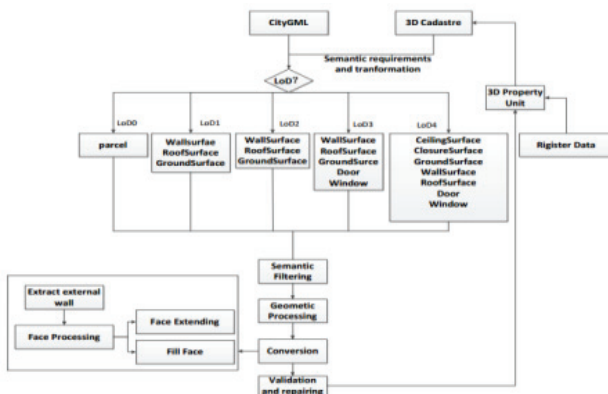 CityGML
3D Cadastre
Semantic requirements
and tranformation
LoD?
3D Property
Unit
LoD0
LoD1
LoD2
LoD3
LoD4
parcel
Wallsurfae
RoofSurface
GroundSurface
WallSurface
RoofSurface
GroundSurface
WallSurface
RoofSurface
GroundSurce
Door
Window
CeilingSurface
ClosureSurface
GroundSurface
WallSurface
RoofSurface
Door
Window
Rigister Data
Semantic
Filtering
Extract external
wall
Geometic
Processing
Face Extending
Face Processing
Fill Face
Conversion
Validation
and repairing